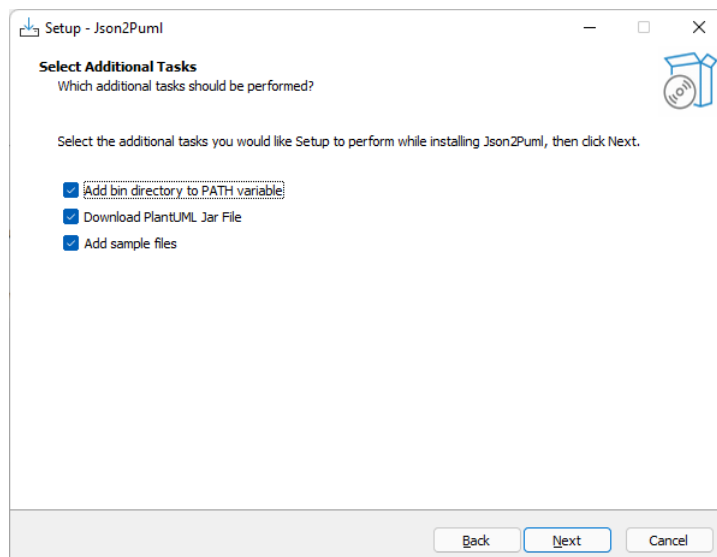 Setup - Json2Puml
Select Additional Tasks
Which additional tasks should be performed?
Select the additional tasks you would like Setup to perform while installing Json2Puml, then click Next.
Add bin directory to PATH variable
Download PlantUML Jar File
Add sample files
Back Next Cancel